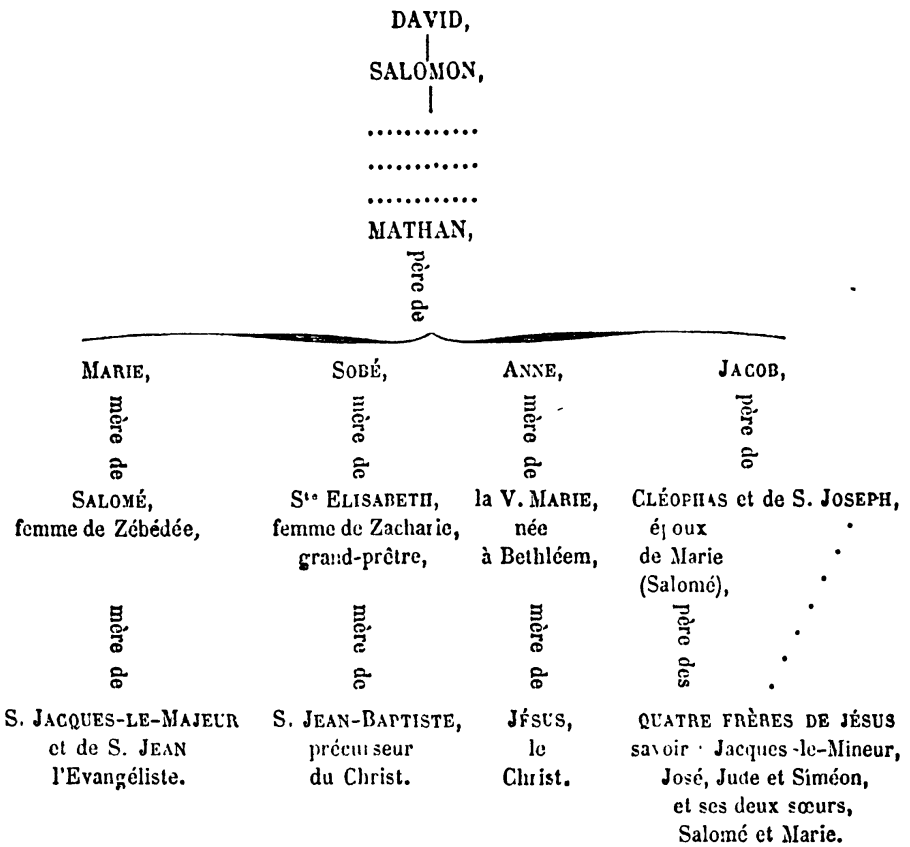 DAVID,
SALOMON,
............
............
............
MATHAN,
père de
MARIE,
mère de
SALOMÉ,
femme de Zébédée,
mère de
S. JACQUES-LE-MAJEUR
et de S. JEAN
l'Evangéliste.
SOBÉ,
mère de
Ste ELISABETH,
femme de Zacharie,
grand-prêtre,
mère de
S. JEAN-BAPTISTE,
précurseur
du Christ.
ANNE,
mère de
la V. MARIE,
née
à Bethléem,
mère de
JÉSUS,
le
Christ.
JACOB,
père de
CLÉOPHAS et de S. JOSEPH,
époux
de Marie
(Salomé),
père des
QUATRE FRÈRES DE JÉSUS
savoir : Jacques-le-Mineur,
José, Jude et Siméon,
et ses deux sœurs,
Salomé et Marie.